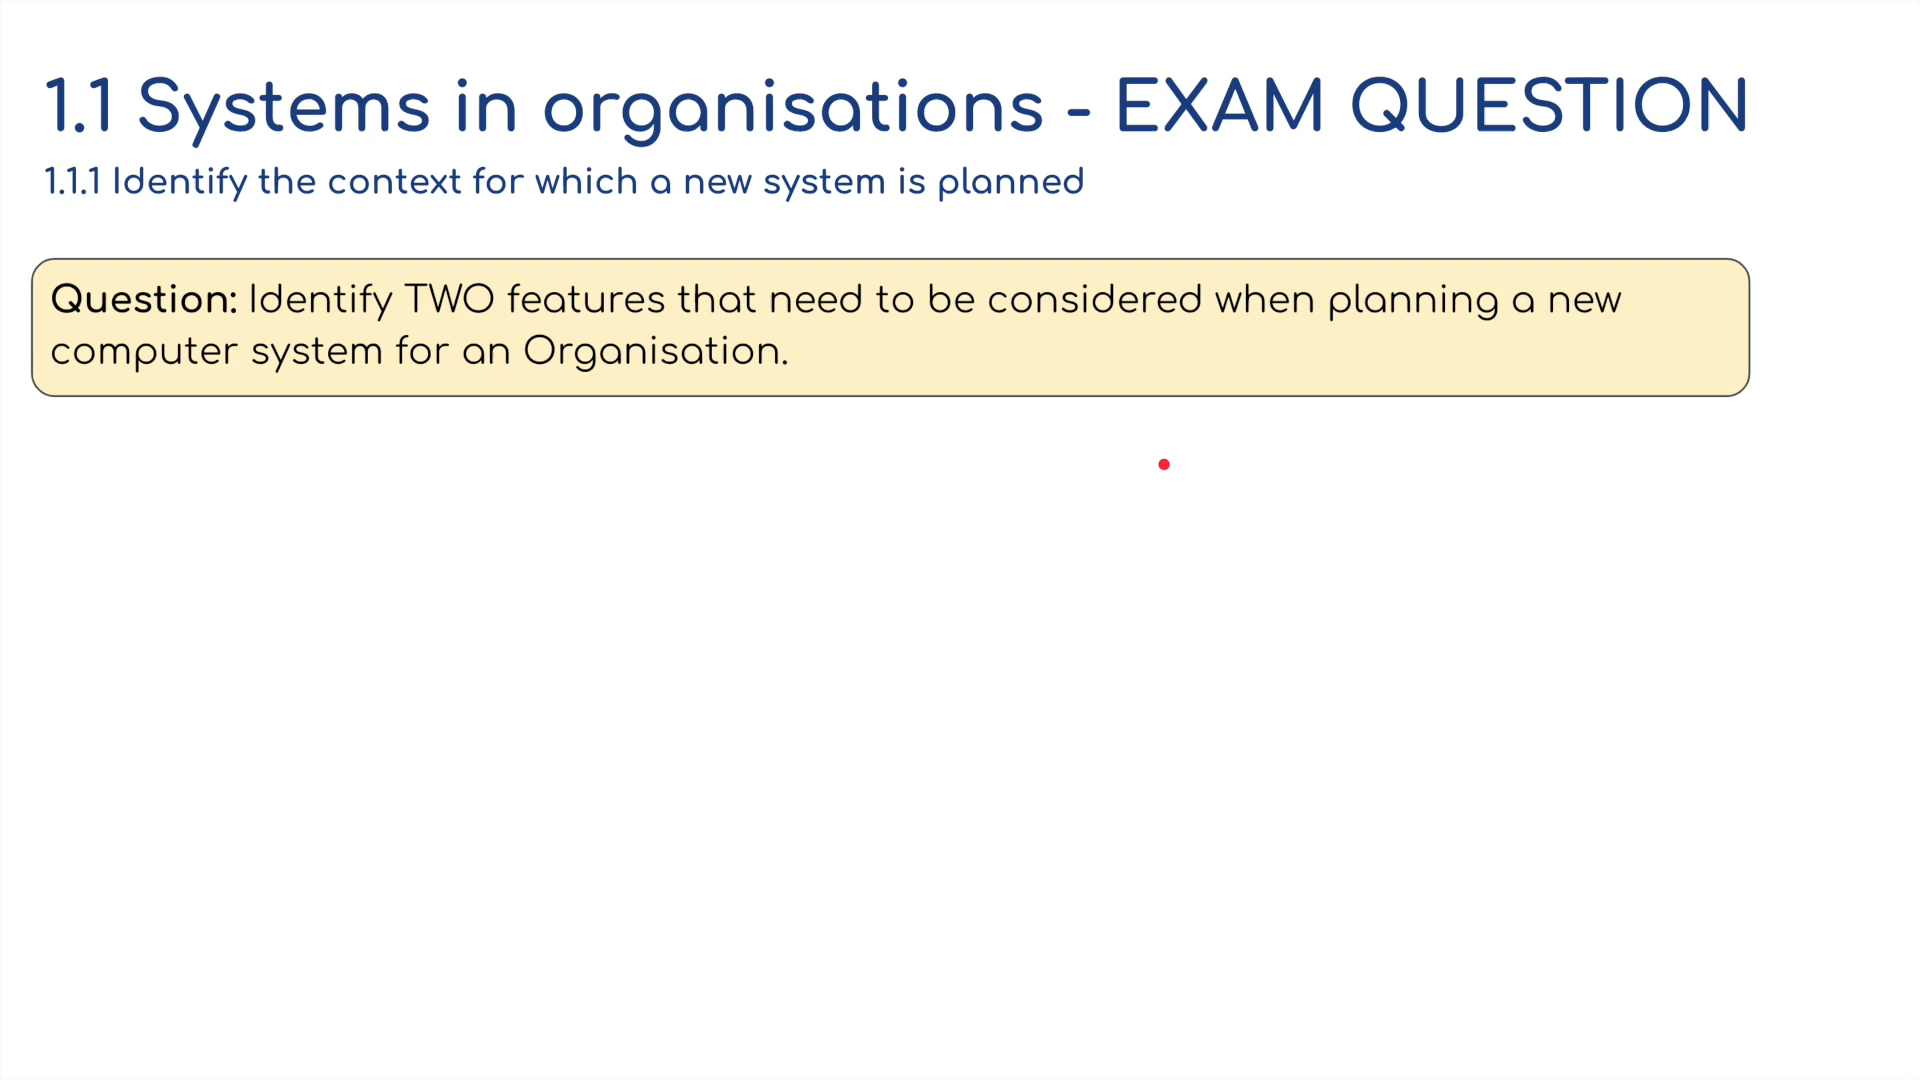 1.1 Systems in organisations - EXAM QUESTION
1.1.1 Identify the context for which a new system is planned
Question: Identify TWO features that need to be considered when planning a new
computer system for an Organisation.